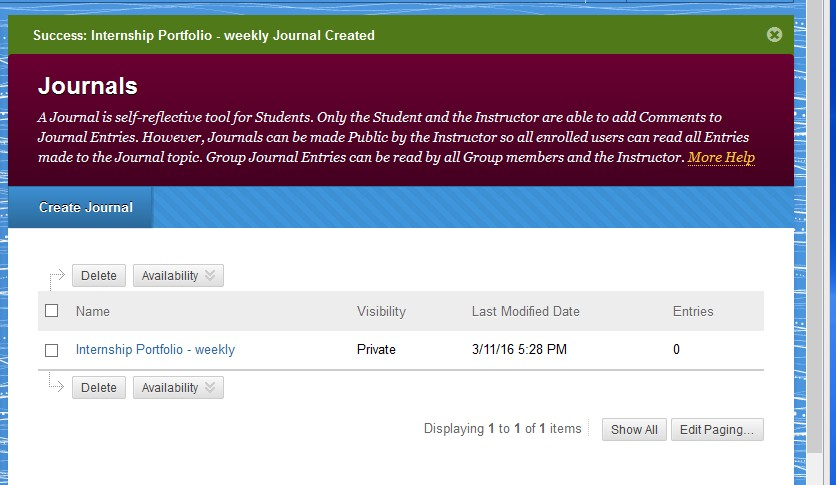 Success: Internship Portfolio - weekly Journal Created
Journals
A Journal is self-reflective tool for Students. Only the Student and the Instructor are able to add Comments to
Journal Entries. However, Journals can be made Public by the Instructor so all enrolled users can read all Entries
made to the Journal topic. Group Journal Entries can be read by all Group members and the Instructor. More Help
Create Journal
Delete Availability
Name Visibility Last Modified Date Entries
Internship Portfolio - weekly Private 3/11/16 5:28 PM 0
Delete Availability
Displaying 1 to 1 of 1 items Show All Edit Paging...